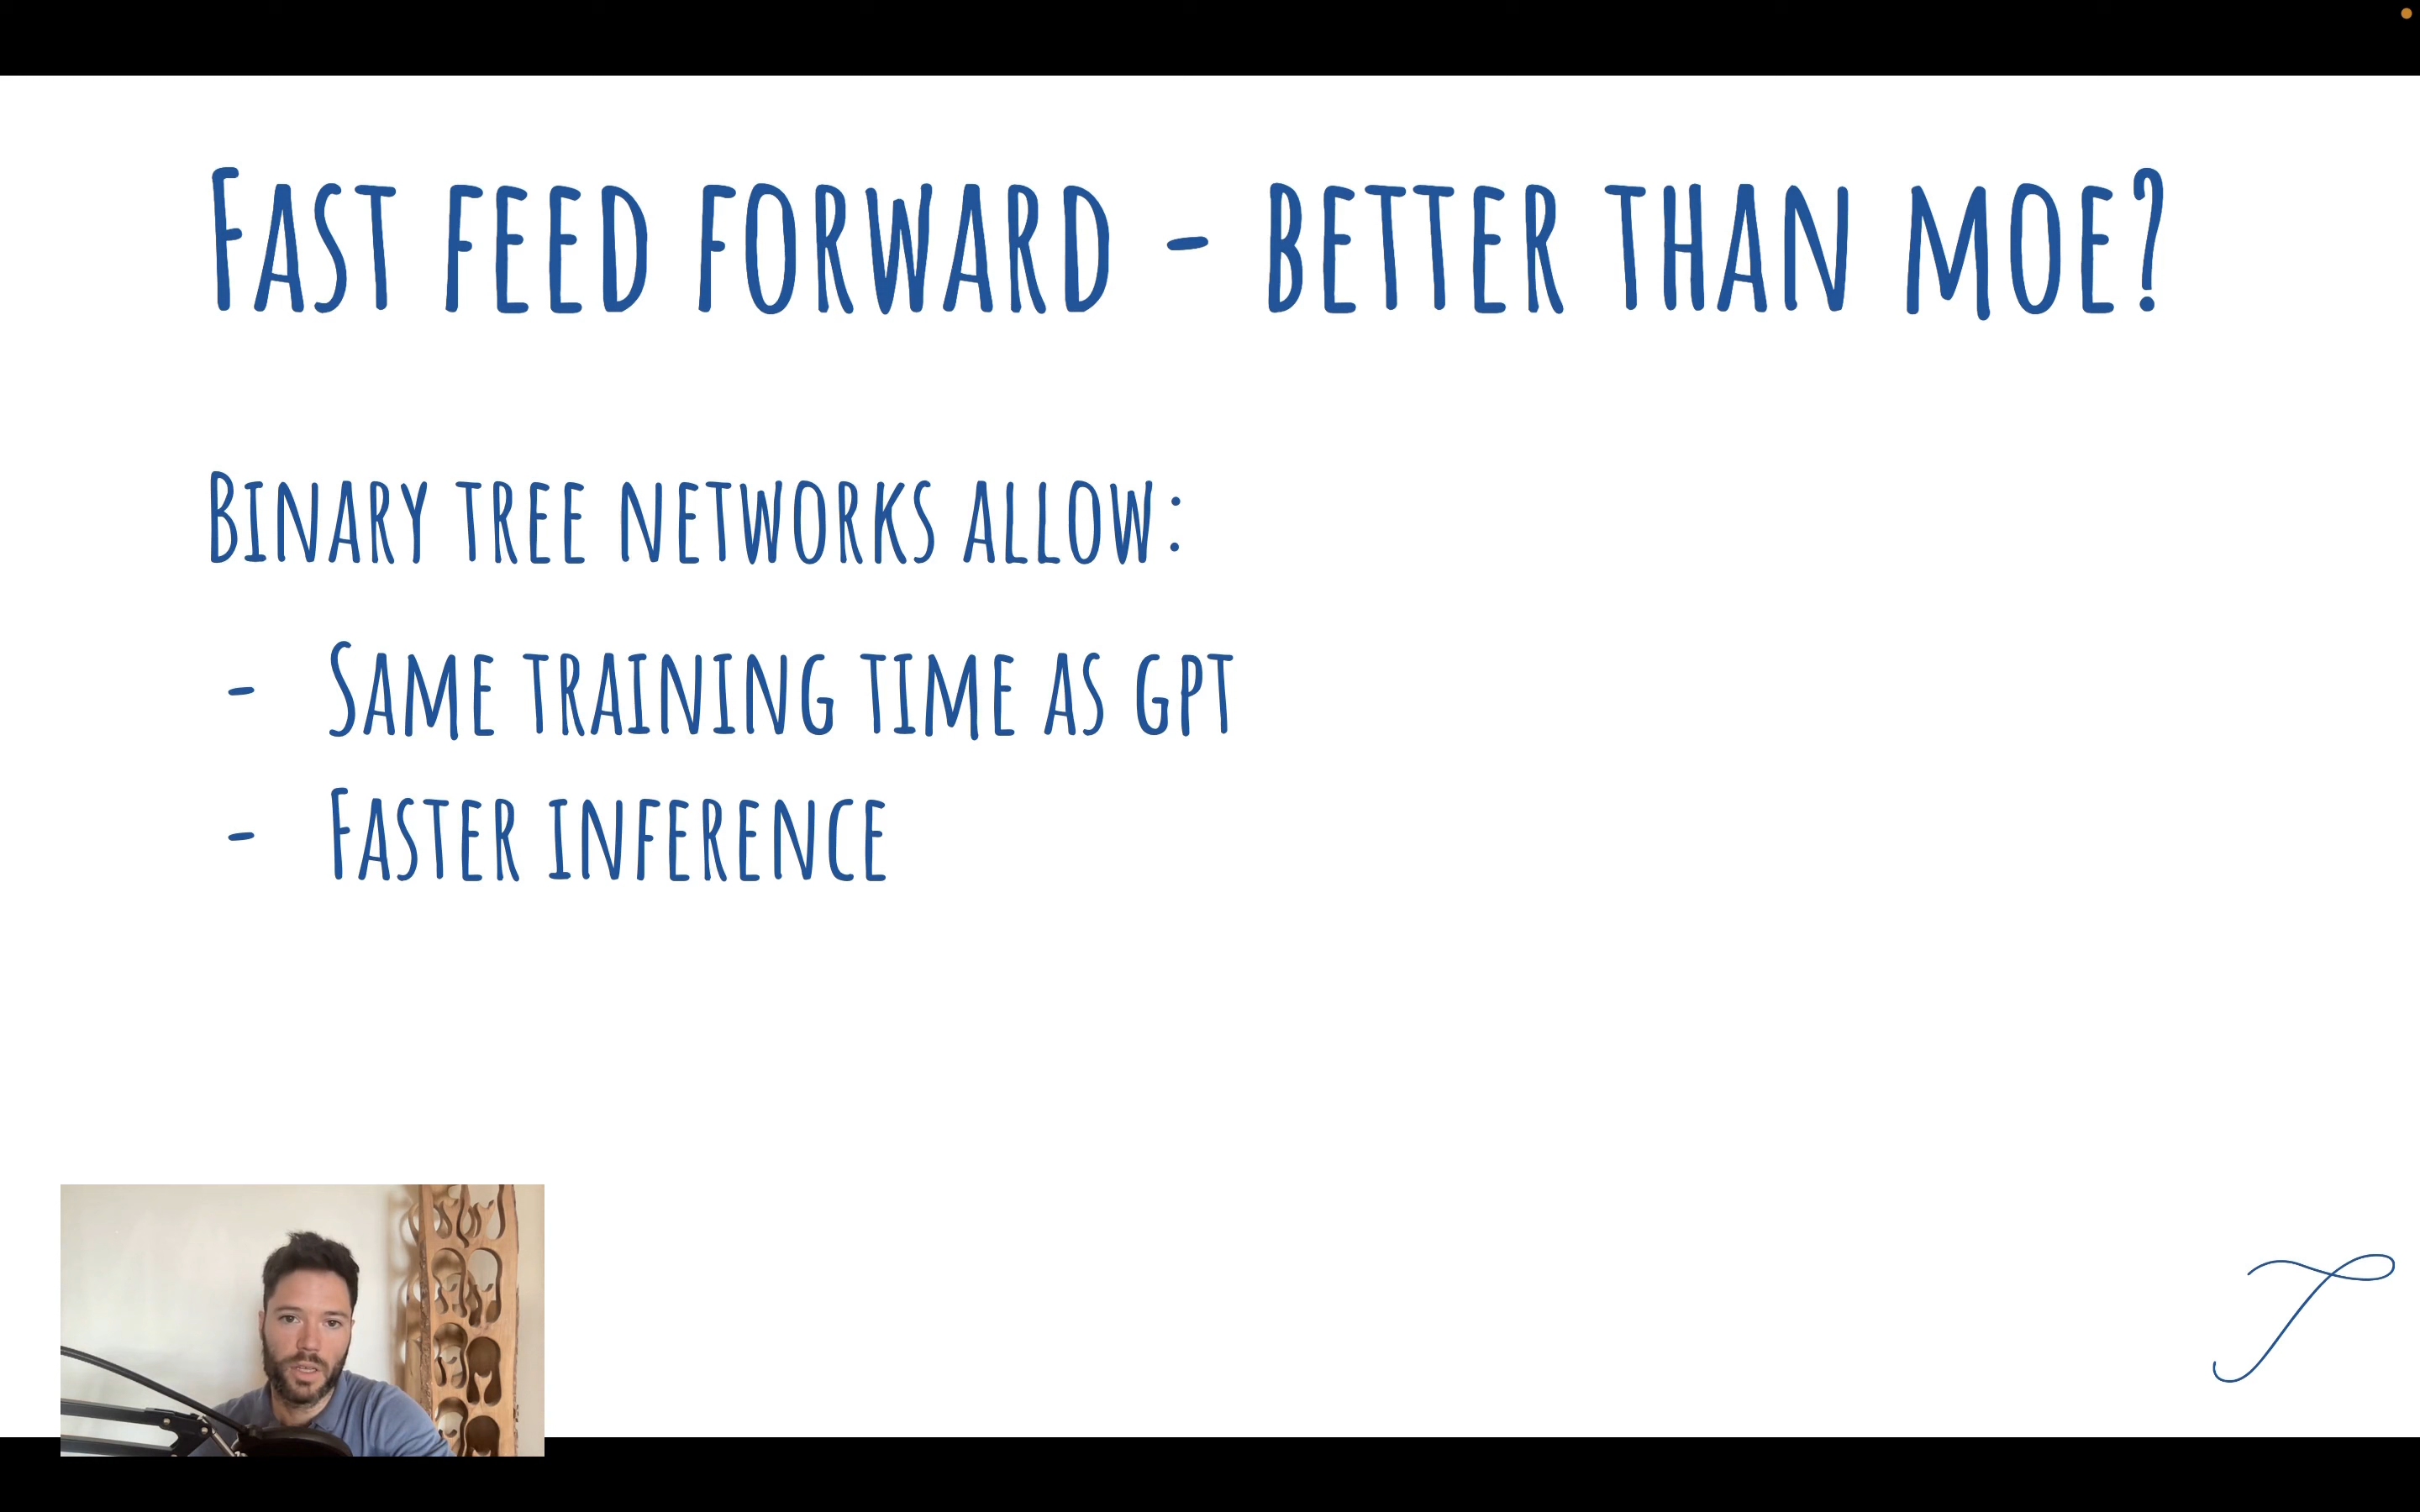 Fast feed forward - better than MoE?
Binary tree networks allow:
- Same training time as GPT
- Faster inference
T